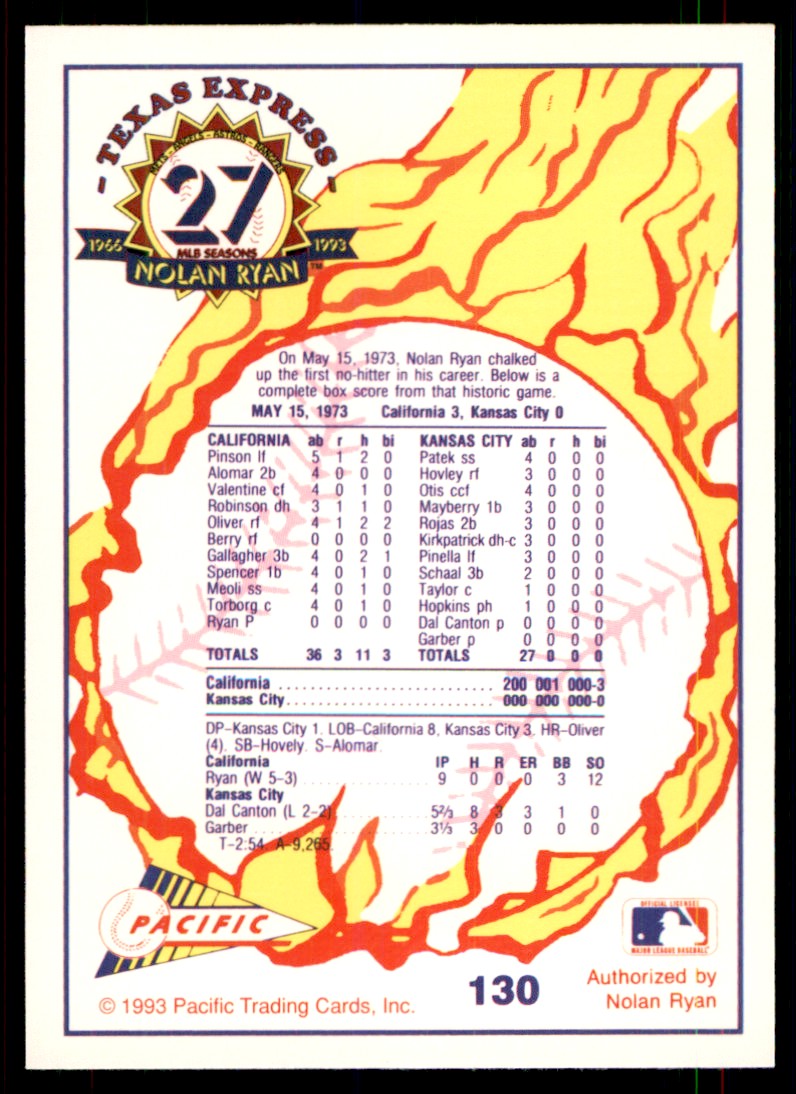 - TEXAS EXPRESS -
METS - ANGELS - ASTROS - RANGERS
27
MLB SEASONS
1966 1993
NOLAN RYAN ™
On May 15, 1973, Nolan Ryan chalked
up the first no-hitter in his career. Below is a
complete box score from that historic game.
MAY 15, 1973 California 3, Kansas City 0
CALIFORNIA ab r h bi KANSAS CITY ab r h bi
Pinson lf 5 1 2 0 Patek ss 4 0 0 0
Alomar 2b 4 0 0 0 Hovley rf 3 0 0 0
Valentine cf 4 0 1 0 Otis ccf 4 0 0 0
Robinson dh 3 1 1 0 Mayberry 1b 3 0 0 0
Oliver rf 4 1 2 2 Rojas 2b 3 0 0 0
Berry rf 0 0 0 0 Kirkpatrick dh-c 3 0 0 0
Gallagher 3b 4 0 2 1 Pinella lf 3 0 0 0
Spencer 1b 4 0 1 0 Schaal 3b 2 0 0 0
Meoli ss 4 0 1 0 Taylor c 1 0 0 0
Torborg c 4 0 1 0 Hopkins ph 1 0 0 0
Ryan P 0 0 0 0 Dal Canton p 0 0 0 0
Garber p 0 0 0 0
TOTALS 36 3 11 3 TOTALS 27 0 0 0
California .......................... 200 001 000-3
Kansas City.......................... 000 000 000-0
DP-Kansas City 1. LOB-California 8, Kansas City 3. HR-Oliver
(4). SB-Hovely. S-Alomar.
California IP H R ER BB SO
Ryan (W 5-3) .................. 9 0 0 0 3 12
Kansas City
Dal Canton (L 2-2) .............. 5⅔ 8 3 3 1 0
Garber .......................... 3⅓ 3 0 0 0 0
T-2:54. A-9,265.
PACIFIC
OFFICIAL LICENSEE
MAJOR LEAGUE BASEBALL
© 1993 Pacific Trading Cards, Inc.
130
Authorized by
Nolan Ryan